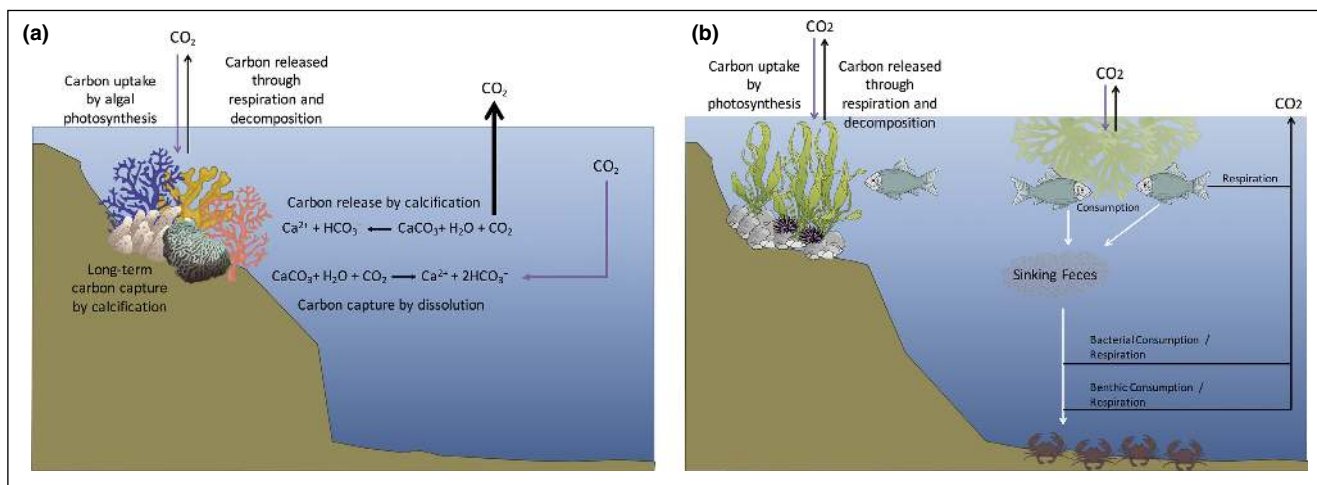 (a)
CO₂
Carbon uptake
by algal
photosynthesis
Carbon released
through
respiration and
decomposition
CO₂
CO₂
Carbon release by calcification
Ca²⁺ + HCO₃ ⟵ CaCO₃+ H₂O + CO₂
CaCO₃+ H₂O + CO₂ ⟶ Ca²⁺ + 2HCO₃⁻
Carbon capture by dissolution
Long-term
carbon capture
by calcification
(b)
CO₂
Carbon uptake
by
photosynthesis
Carbon released
through
respiration and
decomposition
CO₂
CO₂
Respiration
Consumption
Sinking Feces
Bacterial Consumption /
Respiration
Benthic Consumption /
Respiration